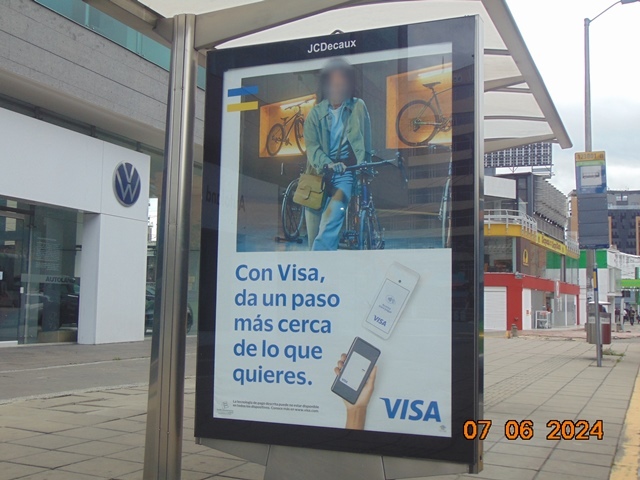 JCDecaux
Con Visa,
da un paso
más cerca
de lo que
quieres.
VISA
VISA
07 06 2024